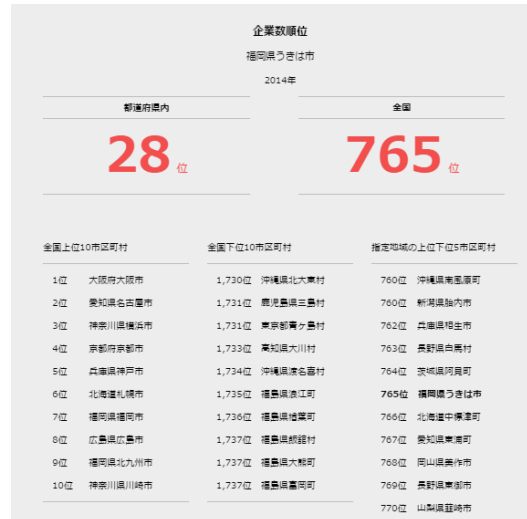 企業数順位
福岡県うきは市
2014年
都道府県内
28位
全国
765位
全国上位10市区町村
1位 大阪府大阪市
2位 愛知県名古屋市
3位 神奈川県横浜市
4位 京都府京都市
5位 兵庫県神戸市
6位 北海道札幌市
7位 福岡県福岡市
8位 広島県広島市
9位 福岡県北九州市
10位 神奈川県川崎市
全国下位10市区町村
1,730位 沖縄県北大東村
1,731位 鹿児島県三島村
1,731位 東京都青ヶ島村
1,733位 高知県大川村
1,734位 沖縄県渡名喜村
1,735位 福島県浪江町
1,736位 福島県楢葉町
1,737位 福島県飯舘村
1,737位 福島県大熊町
1,737位 福島県富岡町
指定地域の上位下位5市区町村
760位 沖縄県南風原町
760位 新潟県胎内市
762位 兵庫県相生市
763位 長野県白馬村
764位 茨城県阿見町
765位 福岡県うきは市
766位 北海道中標津町
767位 愛知県東浦町
768位 岡山県美作市
769位 長野県東御市
770位 山梨県韮崎市